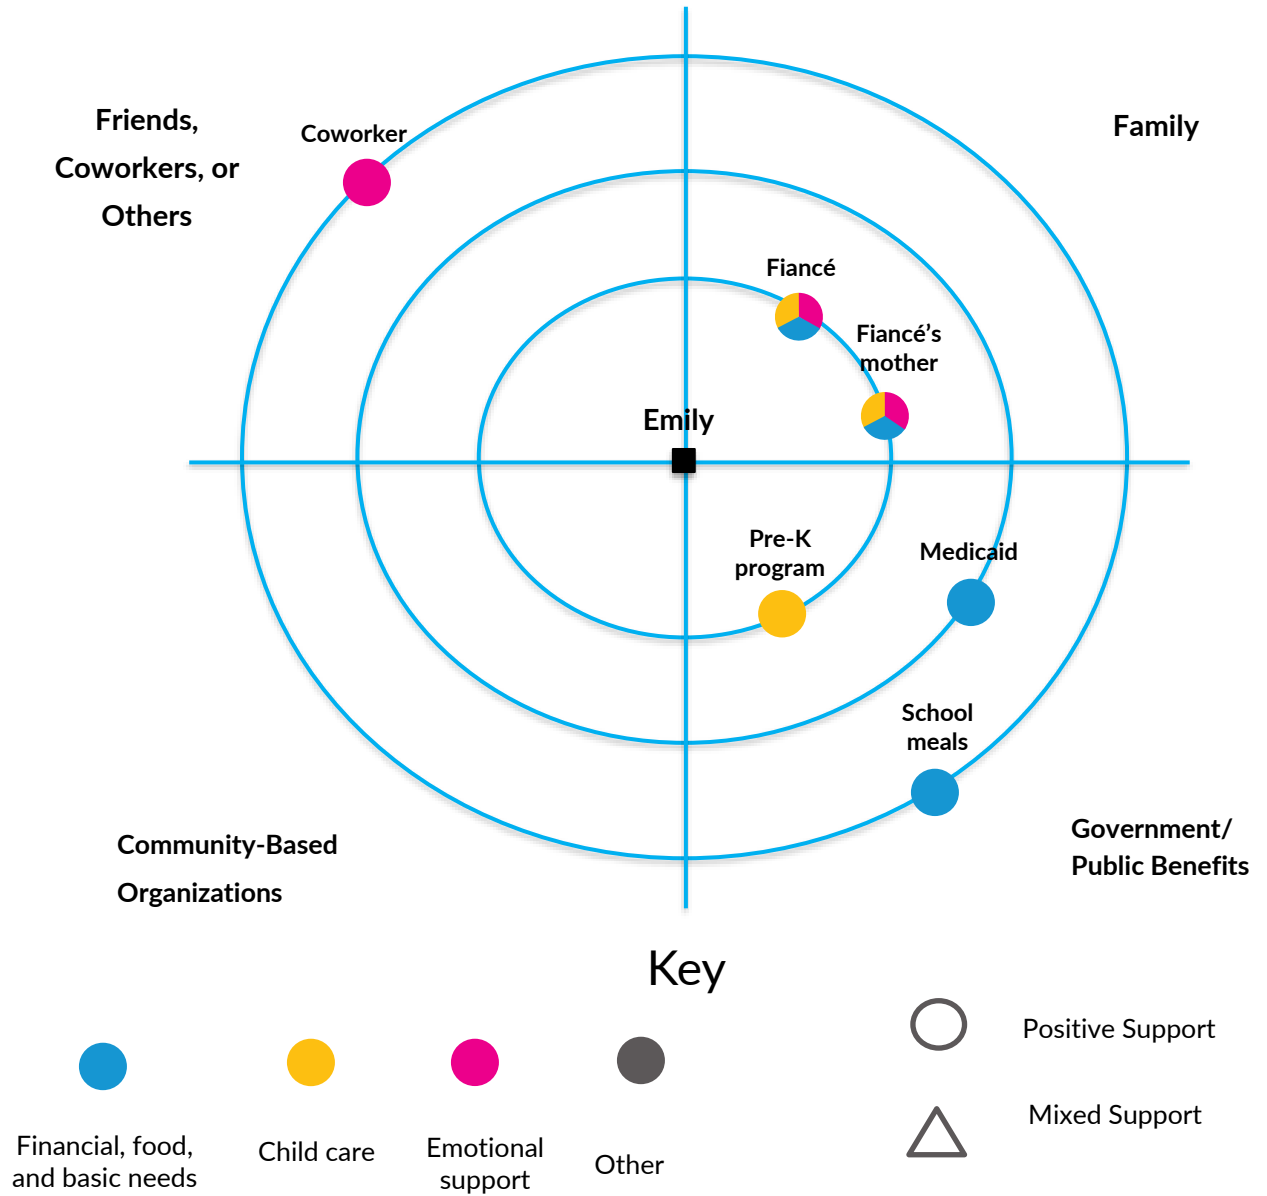 Friends,
Coworkers, or
Others
Coworker
Family
Fiancé
Fiancé’s
mother
Emily
Pre-K
program
Medicaid
School
meals
Community-Based
Organizations
Government/
Public Benefits
Key
Positive Support
Mixed Support
Financial, food,
and basic needs
Child care
Emotional
support
Other